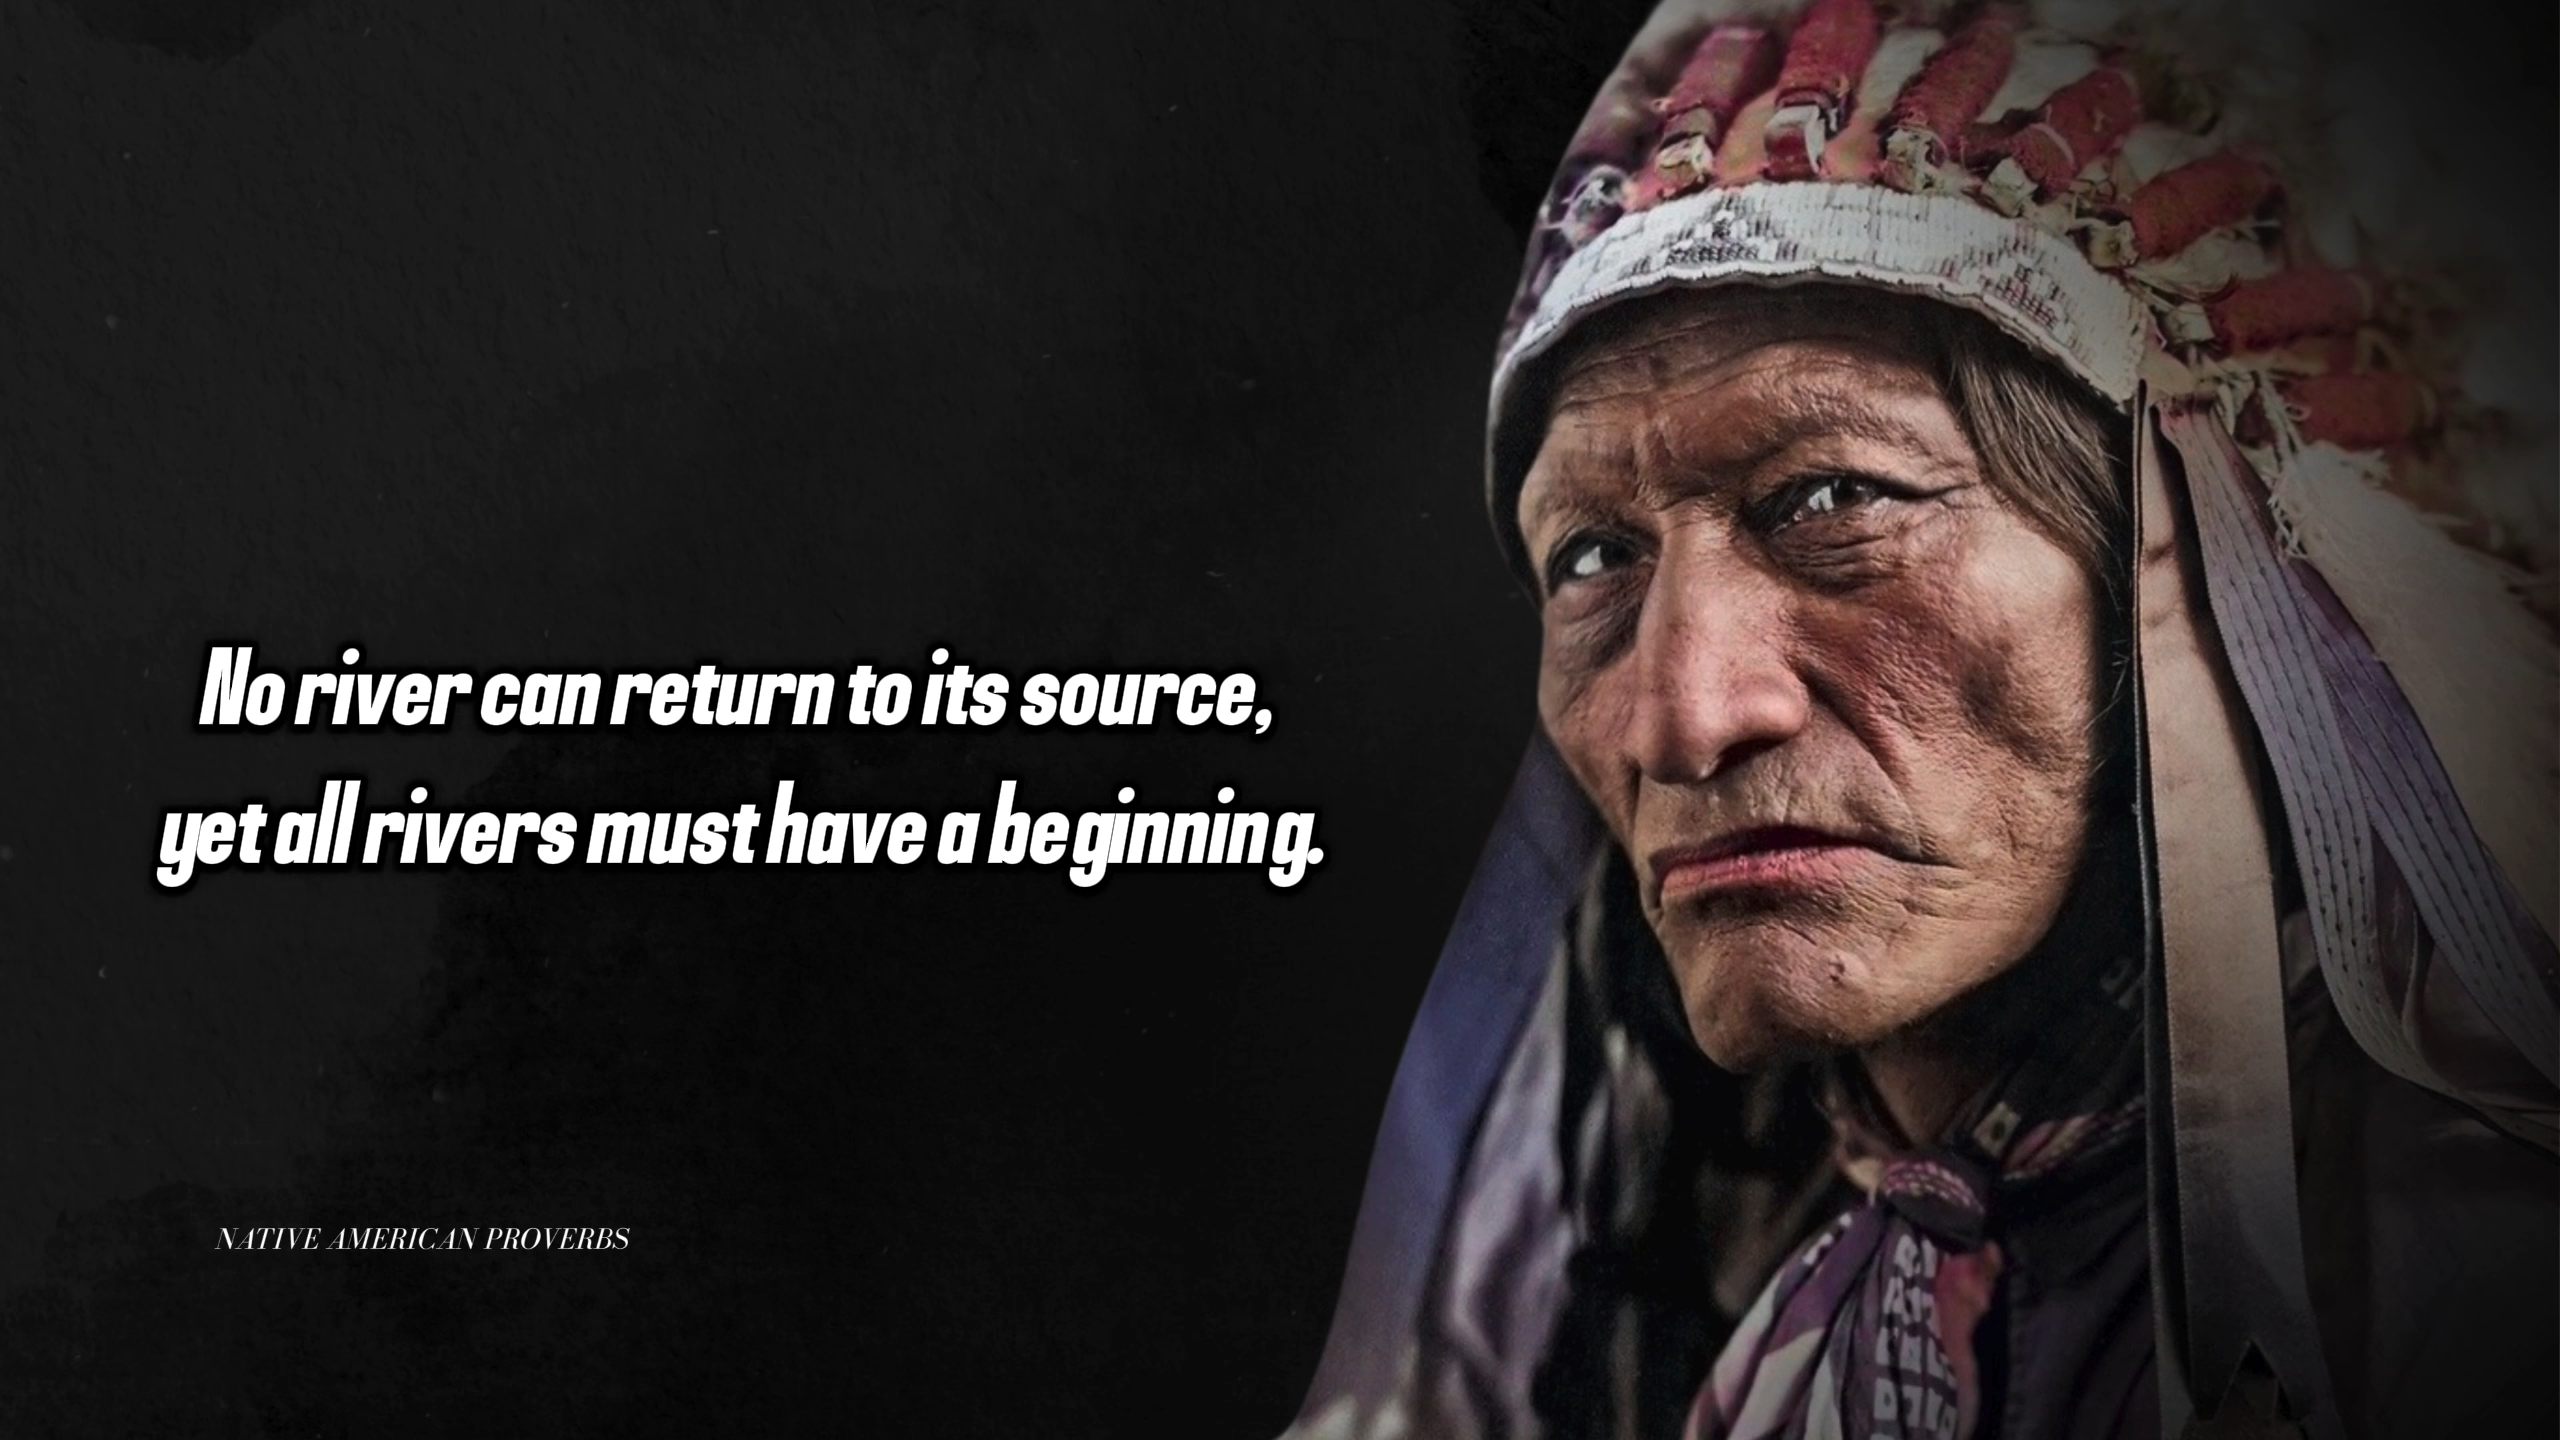 No river can return to its source,
yet all rivers must have a beginning.
NATIVE AMERICAN PROVERBS